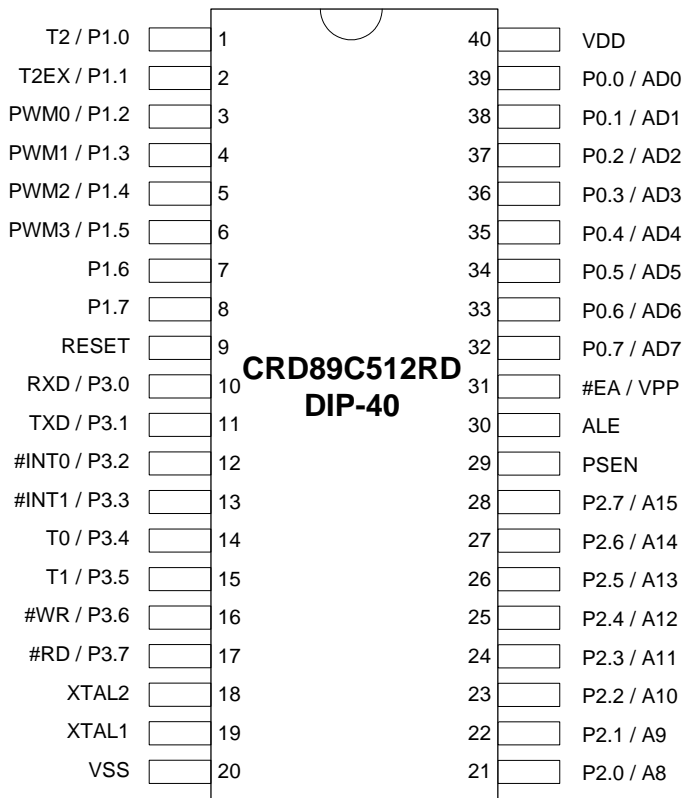 T2 / P1.0 1 40 VDD
T2EX / P1.1 2 39 P0.0 / AD0
PWM0 / P1.2 3 38 P0.1 / AD1
PWM1 / P1.3 4 37 P0.2 / AD2
PWM2 / P1.4 5 36 P0.3 / AD3
PWM3 / P1.5 6 35 P0.4 / AD4
P1.6 7 34 P0.5 / AD5
P1.7 8 33 P0.6 / AD6
RESET 9 32 P0.7 / AD7
CRD89C512RD
DIP-40
RXD / P3.0 10 31 #EA / VPP
TXD / P3.1 11 30 ALE
#INT0 / P3.2 12 29 PSEN
#INT1 / P3.3 13 28 P2.7 / A15
T0 / P3.4 14 27 P2.6 / A14
T1 / P3.5 15 26 P2.5 / A13
#WR / P3.6 16 25 P2.4 / A12
#RD / P3.7 17 24 P2.3 / A11
XTAL2 18 23 P2.2 / A10
XTAL1 19 22 P2.1 / A9
VSS 20 21 P2.0 / A8